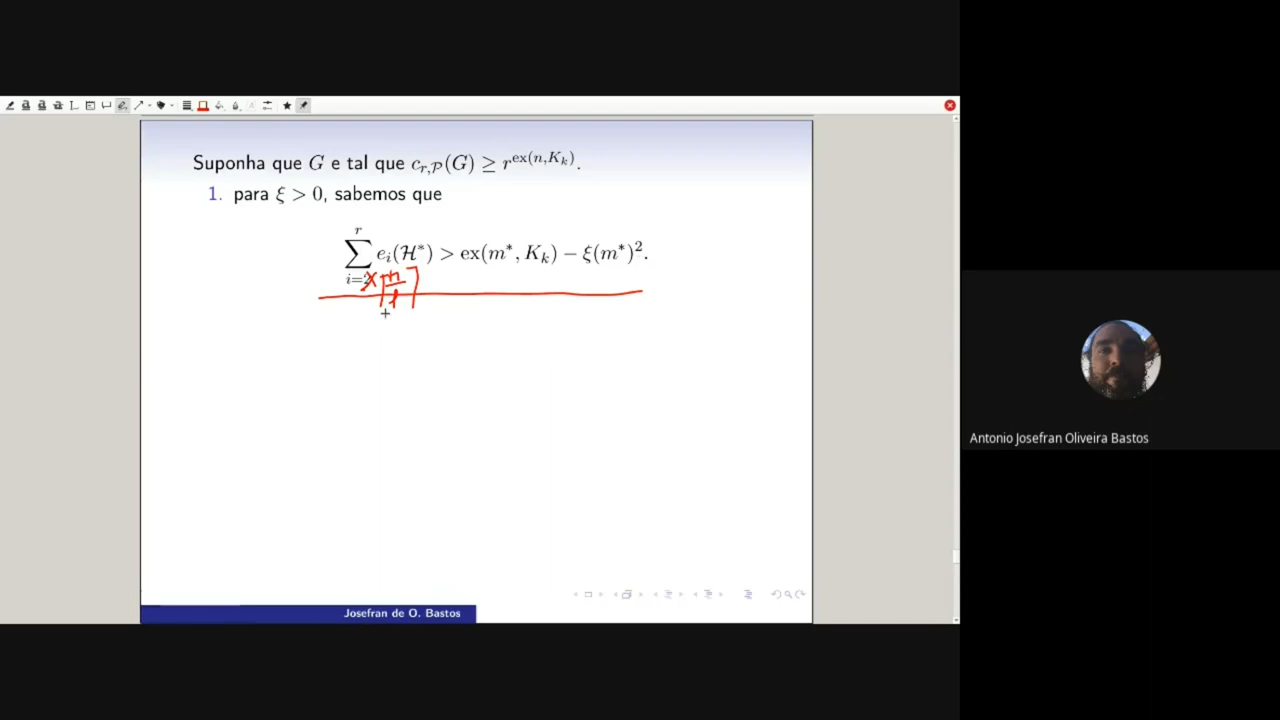 Suponha que G e tal que c_{r,𝒫}(G) ≥ r^{ex(n,K_k)}.
1. para ξ > 0, sabemos que
∑_{i=2}^{r} e_i(ℋ*) > ex(m*, K_k) − ξ(m*)².
Josefran de O. Bastos
Antonio Josefran Oliveira Bastos